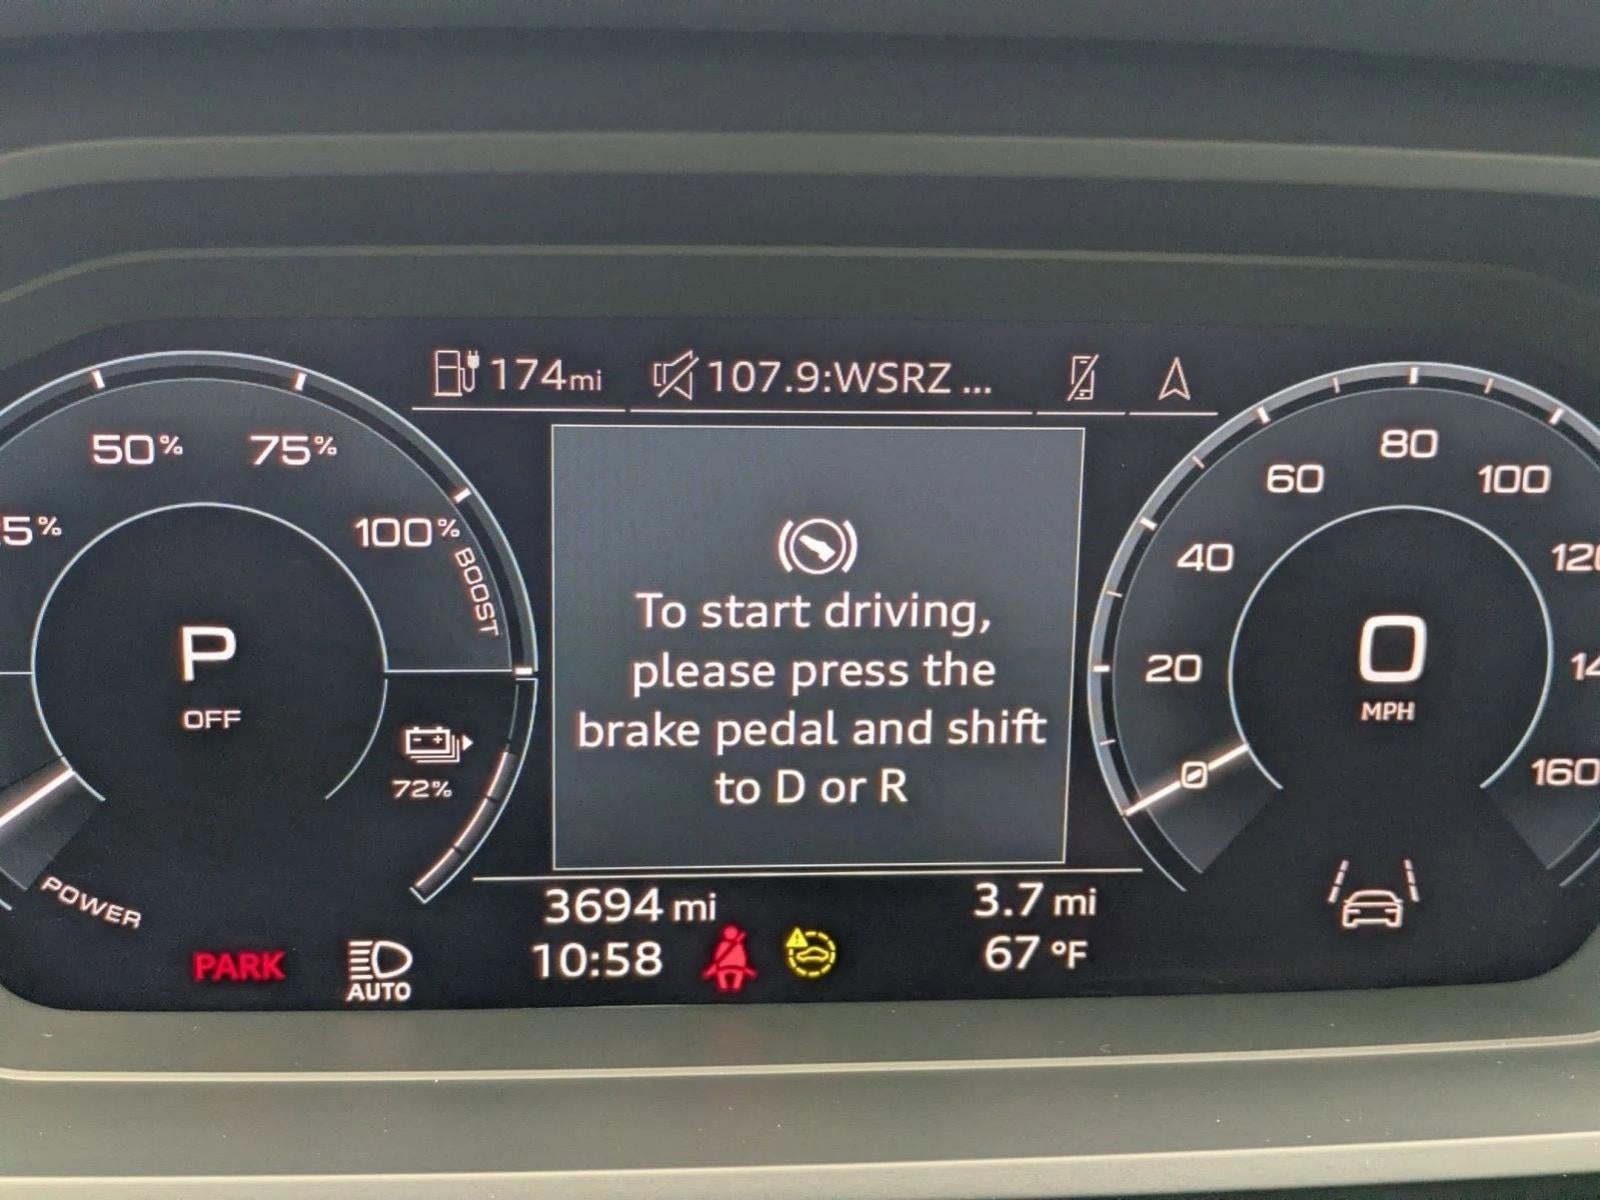 174mi
107.9:WSRZ ...
50%
75%
100%
BOOST
P
OFF
72%
POWER
To start driving,
please press the
brake pedal and shift
to D or R
20
40
60
80
100
160
0
MPH
3694 mi
3.7 mi
10:58
67 °F
PARK
AUTO